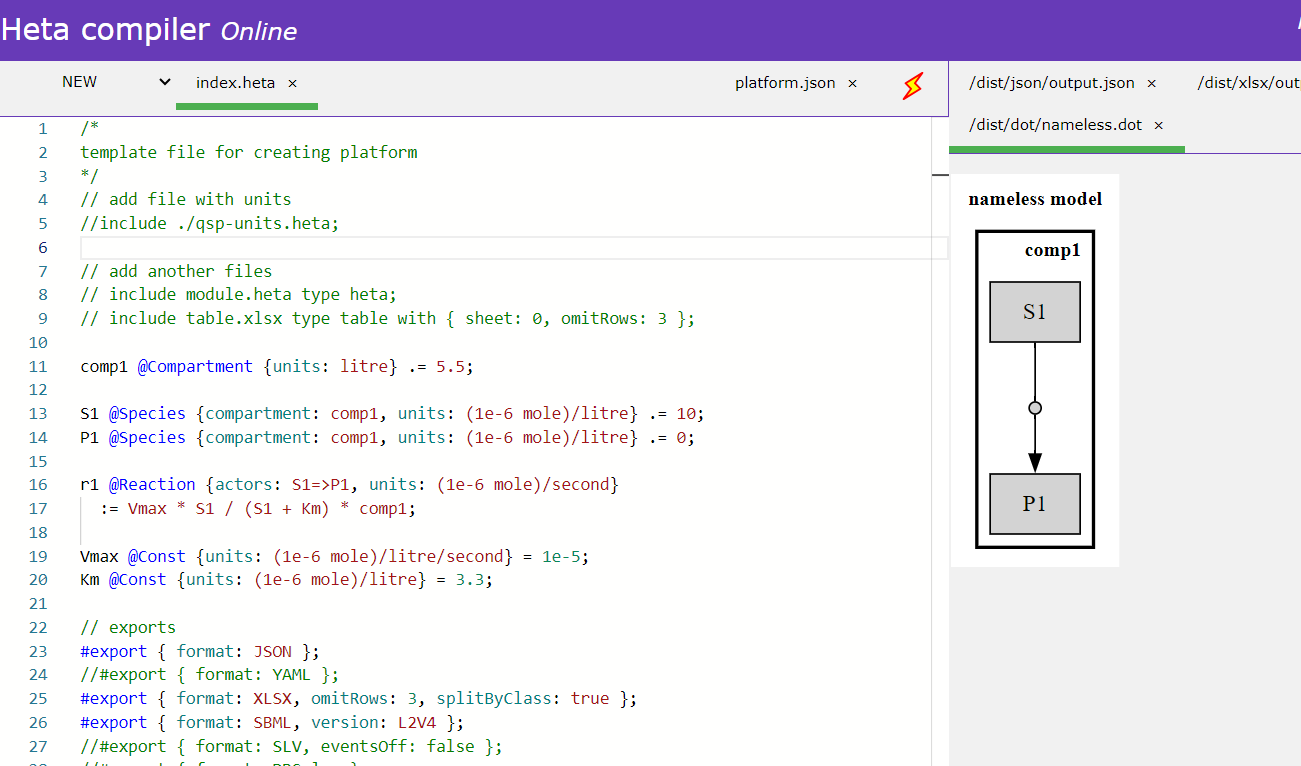 Heta compiler Online
NEW index.heta × platform.json × /dist/json/output.json × /dist/xlsx/out
/dist/dot/nameless.dot ×
1 /*
2 template file for creating platform
3 */
4 // add file with units
5 //include ./qsp-units.heta;
6
7 // add another files
8 // include module.heta type heta;
9 // include table.xlsx type table with { sheet: 0, omitRows: 3 };
10
11 comp1 @Compartment {units: litre} .= 5.5;
12
13 S1 @Species {compartment: comp1, units: (1e-6 mole)/litre} .= 10;
14 P1 @Species {compartment: comp1, units: (1e-6 mole)/litre} .= 0;
15
16 r1 @Reaction {actors: S1=>P1, units: (1e-6 mole)/second}
17 := Vmax * S1 / (S1 + Km) * comp1;
18
19 Vmax @Const {units: (1e-6 mole)/litre/second} = 1e-5;
20 Km @Const {units: (1e-6 mole)/litre} = 3.3;
21
22 // exports
23 #export { format: JSON };
24 //#export { format: YAML };
25 #export { format: XLSX, omitRows: 3, splitByClass: true };
26 #export { format: SBML, version: L2V4 };
27 //#export { format: SLV, eventsOff: false };
nameless model
comp1
S1
P1